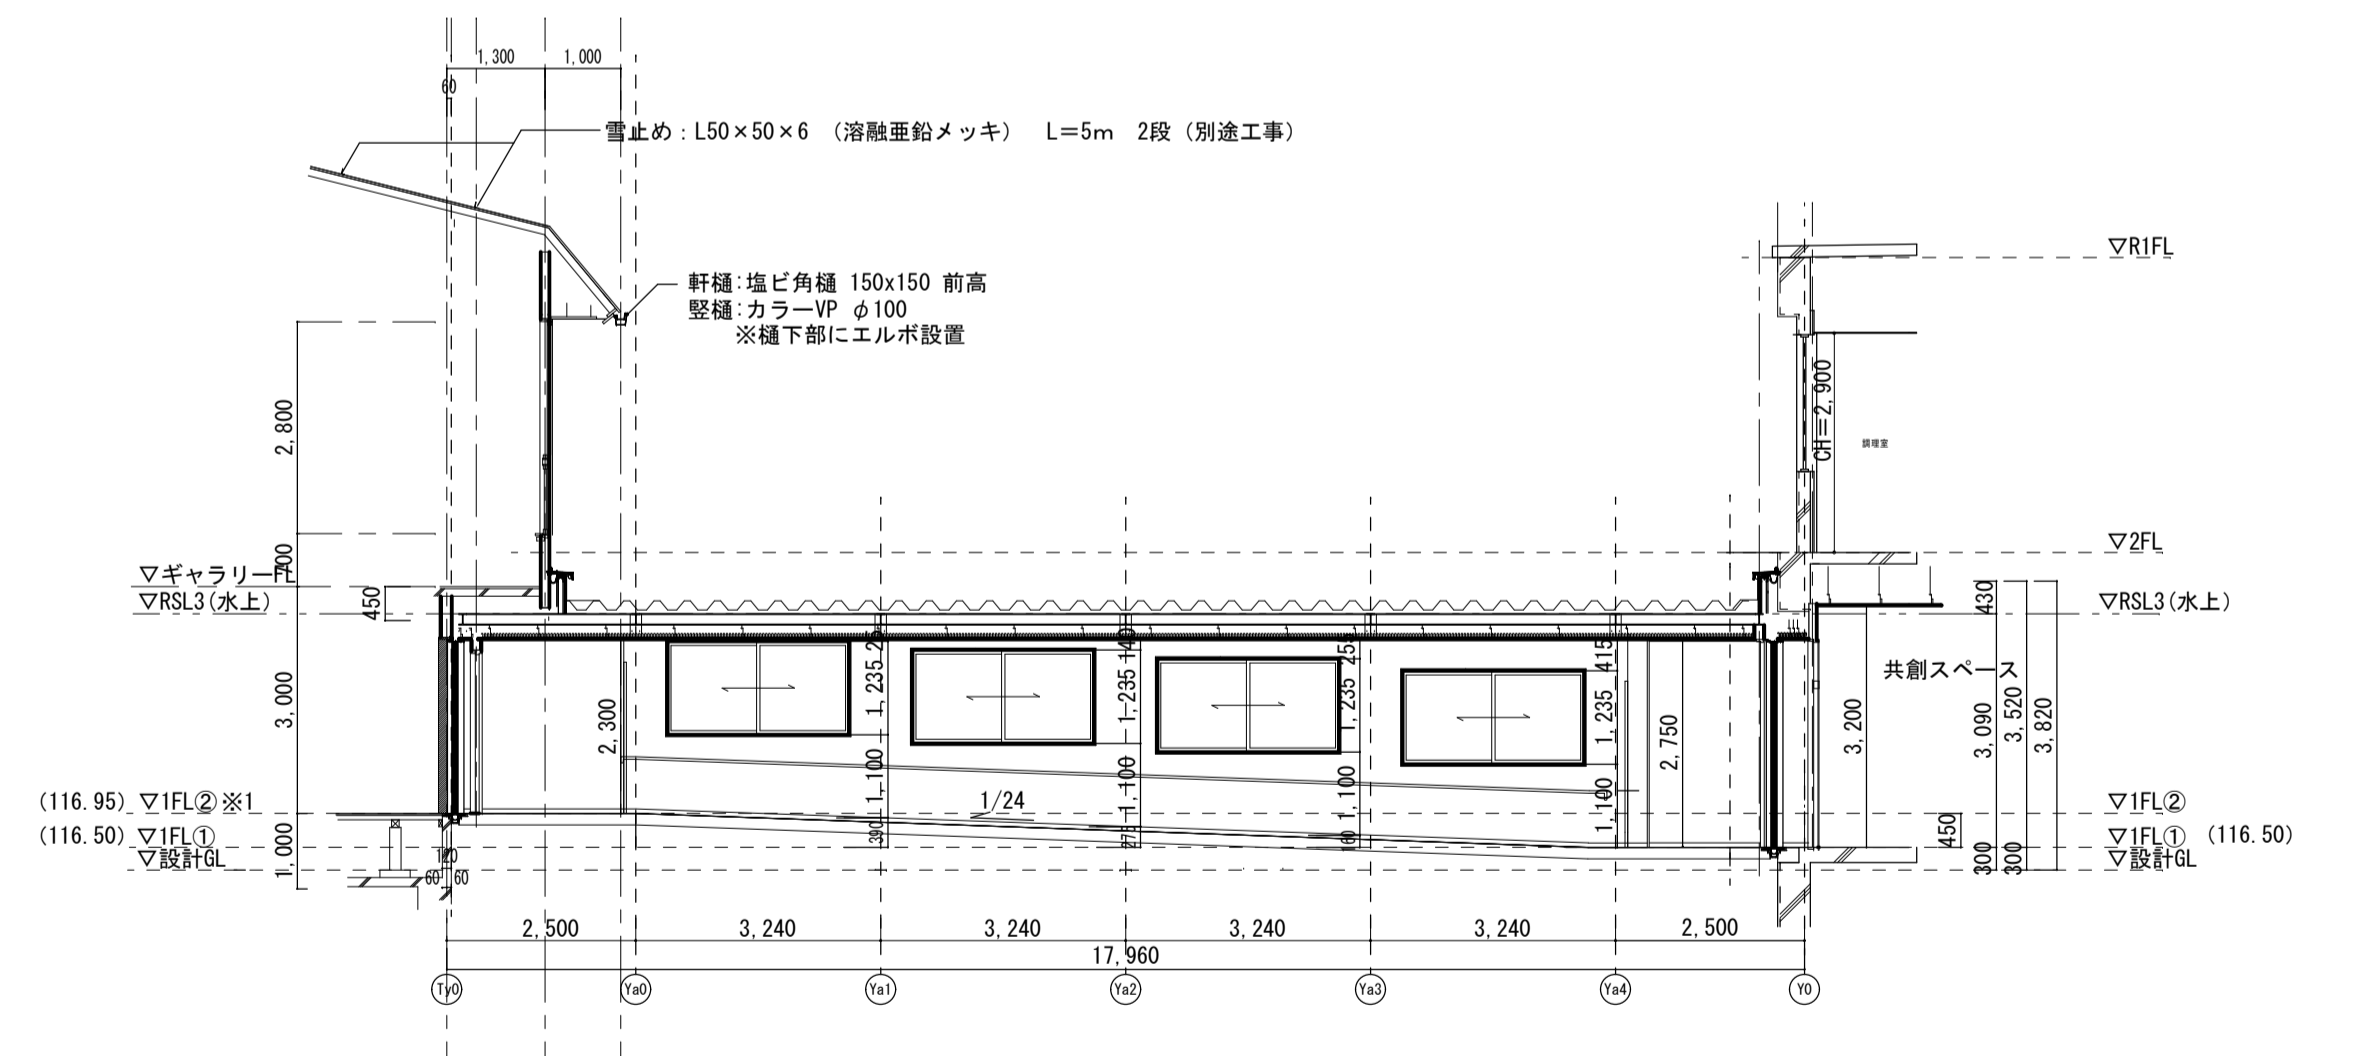 1,300
1,000
60
雪止め：L50×50×6 （溶融亜鉛メッキ） L＝5m 2段（別途工事）
軒樋:塩ビ角樋 150x150 前高
竪樋:カラーVP φ100
※樋下部にエルボ設置
▽R1FL
2,800
CH＝2,900
調理室
▽2FL
700
▽ギャラリーFL
▽RSL3(水上)
450
430
▽RSL3(水上)
3,000
2,300
1,235
1,100
390
1,235
140
1,100
275
1,235
255
1,100
160
415
1,235
1,100
2,750
3,200
共創スペース
3,090
3,520
3,820
1/24
(116.95) ▽1FL② ※1
(116.50) ▽1FL①
▽設計GL
1,000
120
60
60
▽1FL②
▽1FL① (116.50)
▽設計GL
450
300
300
2,500
3,240
3,240
3,240
3,240
2,500
17,960
Ty0
Ya0
Ya1
Ya2
Ya3
Ya4
Y0